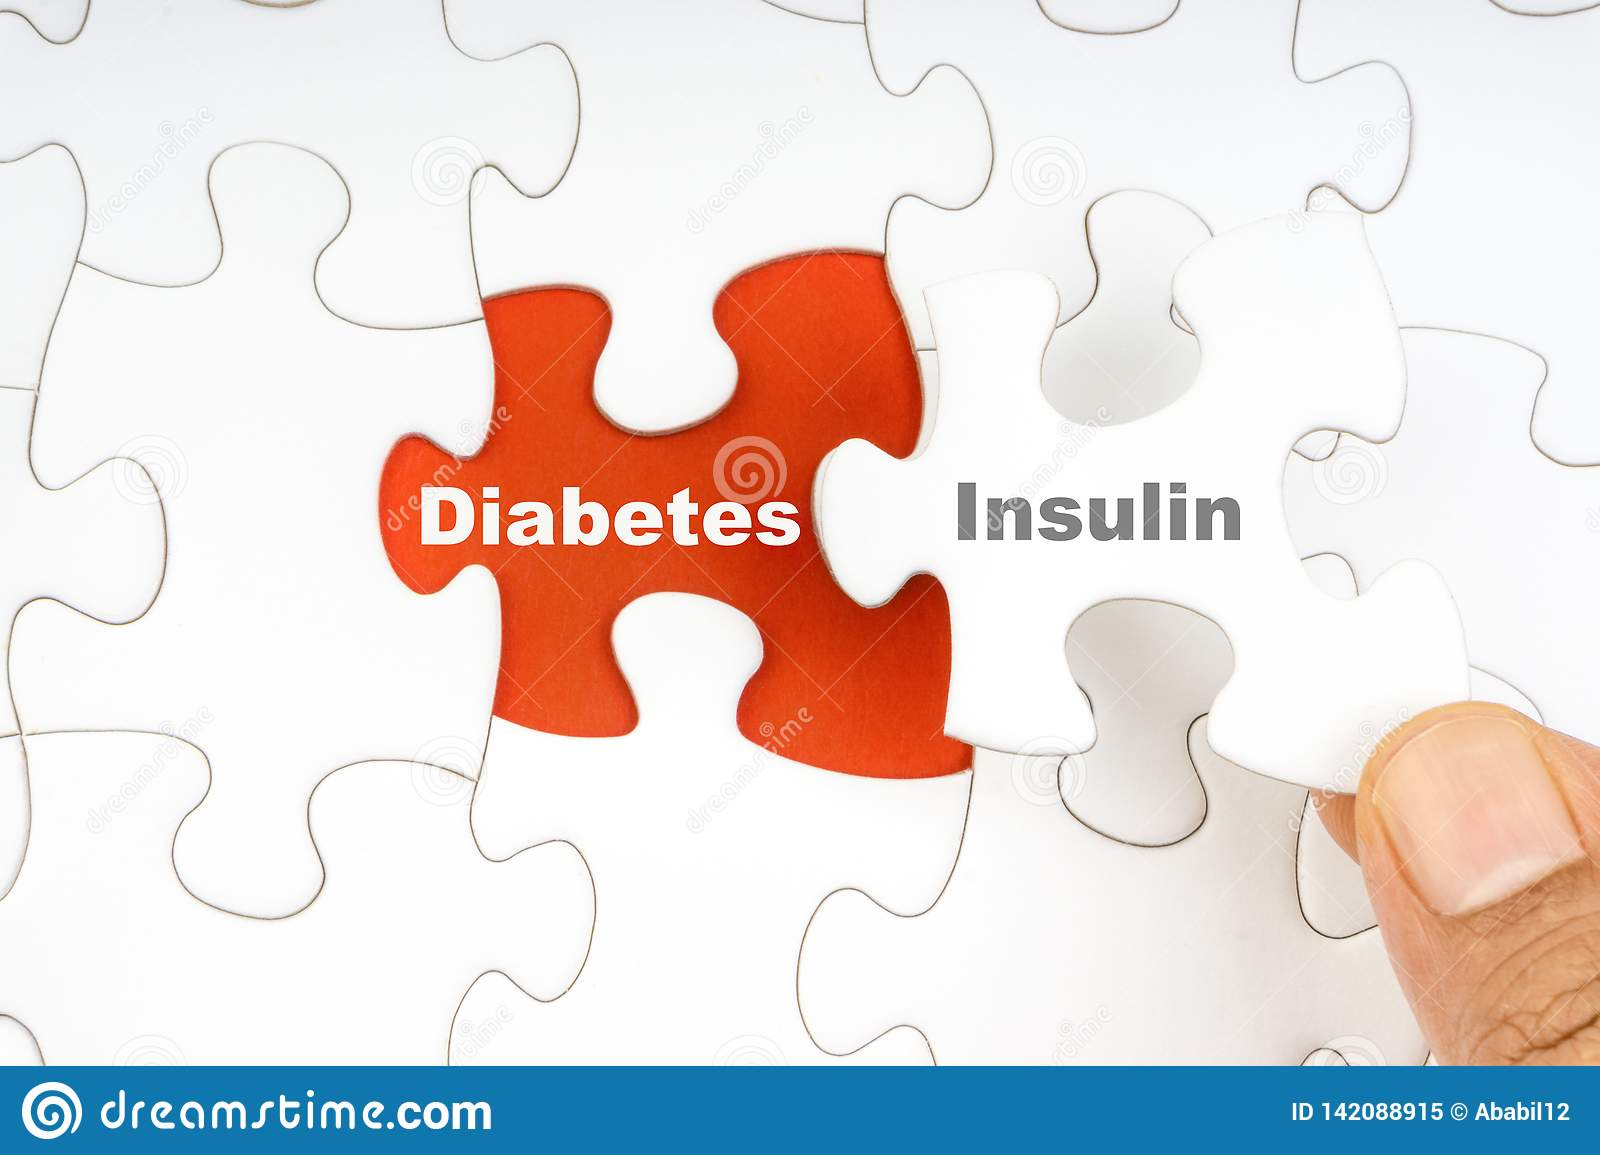 Diabetes Insulin
dreamstime.com
ID 142088915 © Ababil12